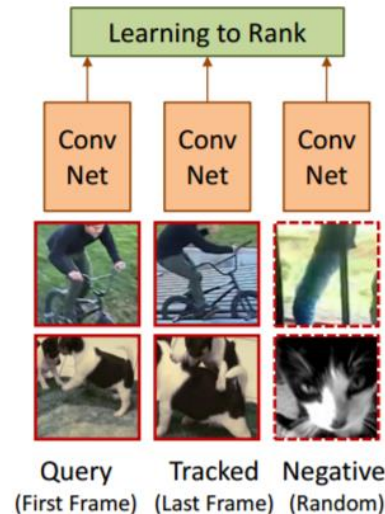 Learning to Rank
Conv Net
Conv Net
Conv Net
Query
(First Frame)
Tracked
(Last Frame)
Negative
(Random)